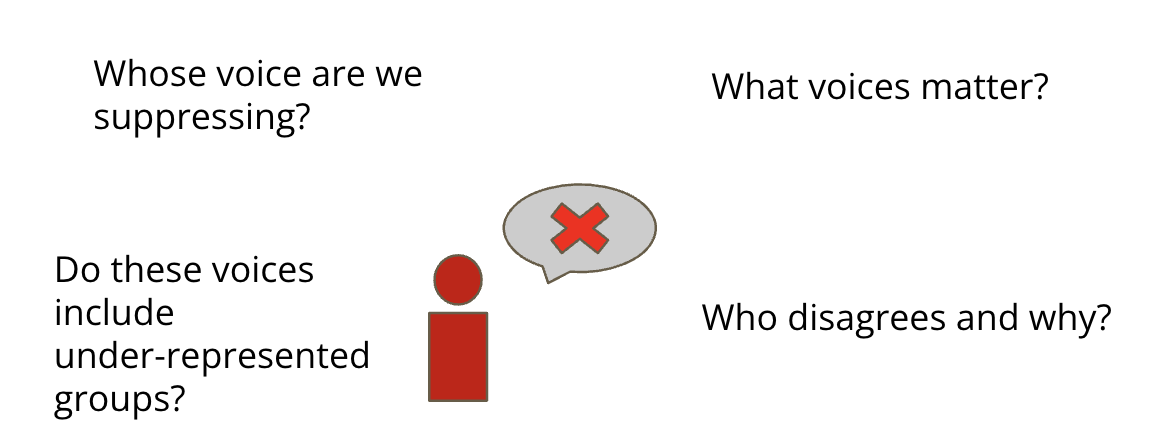 Whose voice are we
suppressing?
What voices matter?
Do these voices
include
under-represented
groups?
Who disagrees and why?